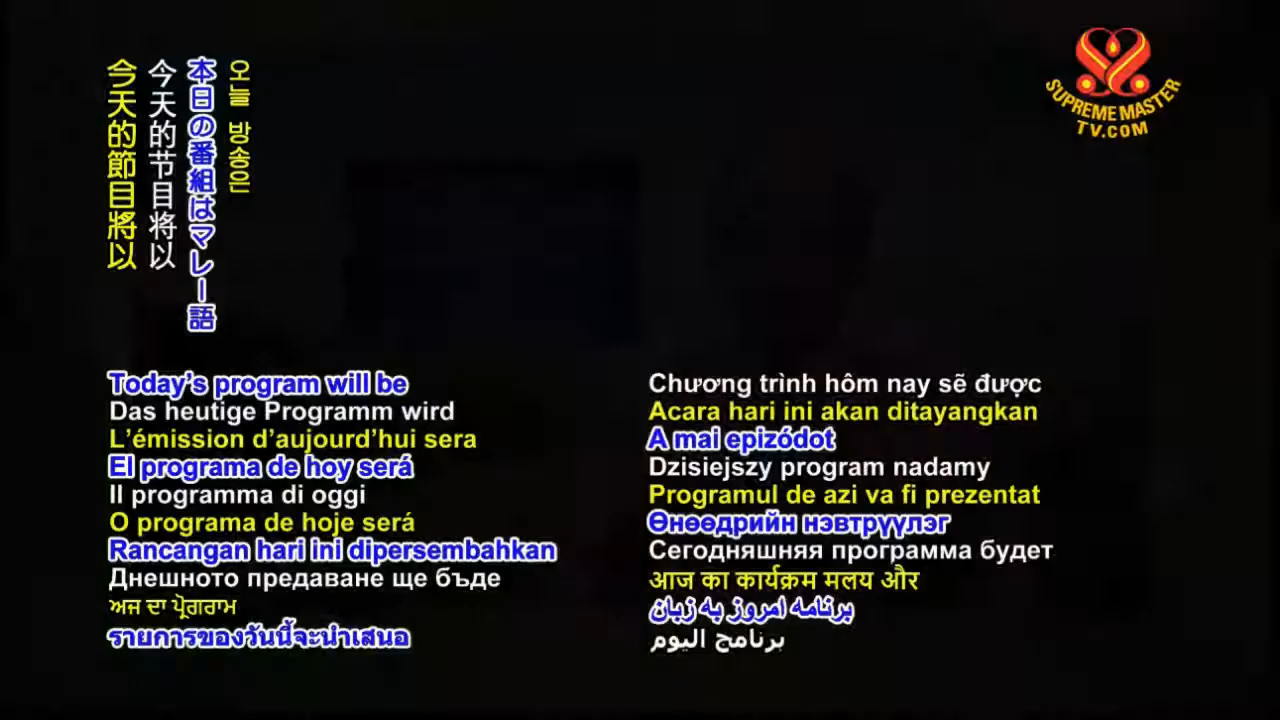 오늘 방송은
本日の番組はマレー語
今天的节目将以
今天的節目將以
SUPREME MASTER
TV.COM
Today's program will be
Das heutige Programm wird
L'émission d'aujourd'hui sera
El programa de hoy será
Il programma di oggi
O programa de hoje será
Rancangan hari ini dipersembahkan
Днешното предаване ще бъде
ਅਜ ਦਾ ਪ੍ਰੋਗਰਾਮ
รายการของวันนี้จะนำเสนอ
Chương trình hôm nay sẽ được
Acara hari ini akan ditayangkan
A mai epizódot
Dzisiejszy program nadamy
Programul de azi va fi prezentat
Өнөөдрийн нэвтрүүлэг
Сегодняшняя программа будет
आज का कार्यक्रम मलय और
برنامه امروز به زبان
برنامج اليوم